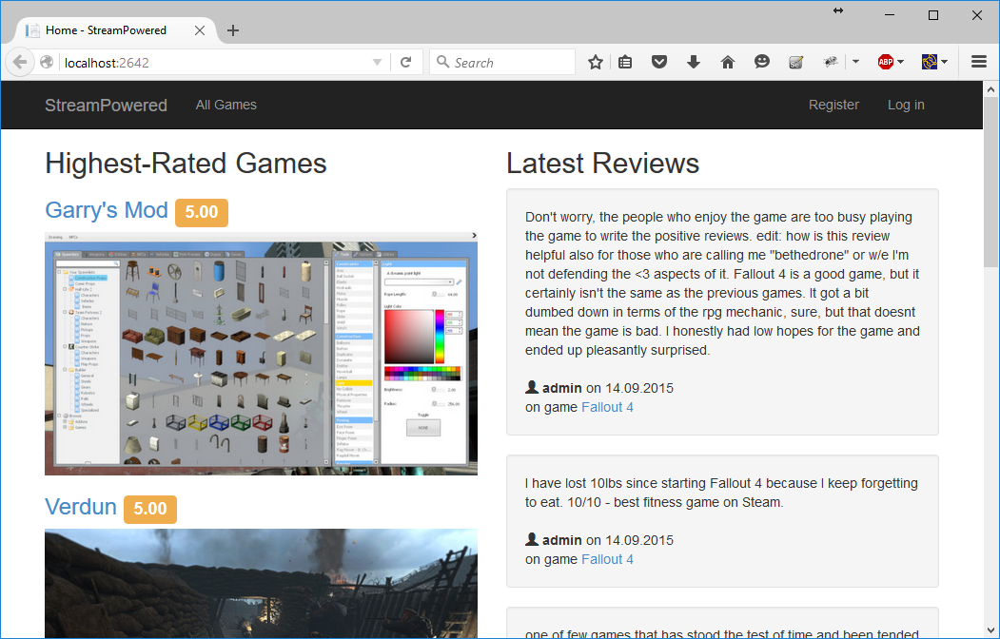 Home - StreamPowered
localhost:2642
Search
ABP
StreamPowered
All Games
Register
Log in
Highest-Rated Games
Garry's Mod 5.00
Verdun 5.00
Latest Reviews
Don't worry, the people who enjoy the game are too busy playing
the game to write the positive reviews. edit: how is this review
helpful also for those who are calling me "bethedrone" or w/e I'm
not defending the <3 aspects of it. Fallout 4 is a good game, but it
certainly isn't the same as the previous games. It got a bit
dumbed down in terms of the rpg mechanic, sure, but that doesnt
mean the game is bad. I honestly had low hopes for the game and
ended up pleasantly surprised.
admin on 14.09.2015
on game Fallout 4
I have lost 10lbs since starting Fallout 4 because I keep forgetting
to eat. 10/10 - best fitness game on Steam.
admin on 14.09.2015
on game Fallout 4
one of few games that has stood the test of time and been tended